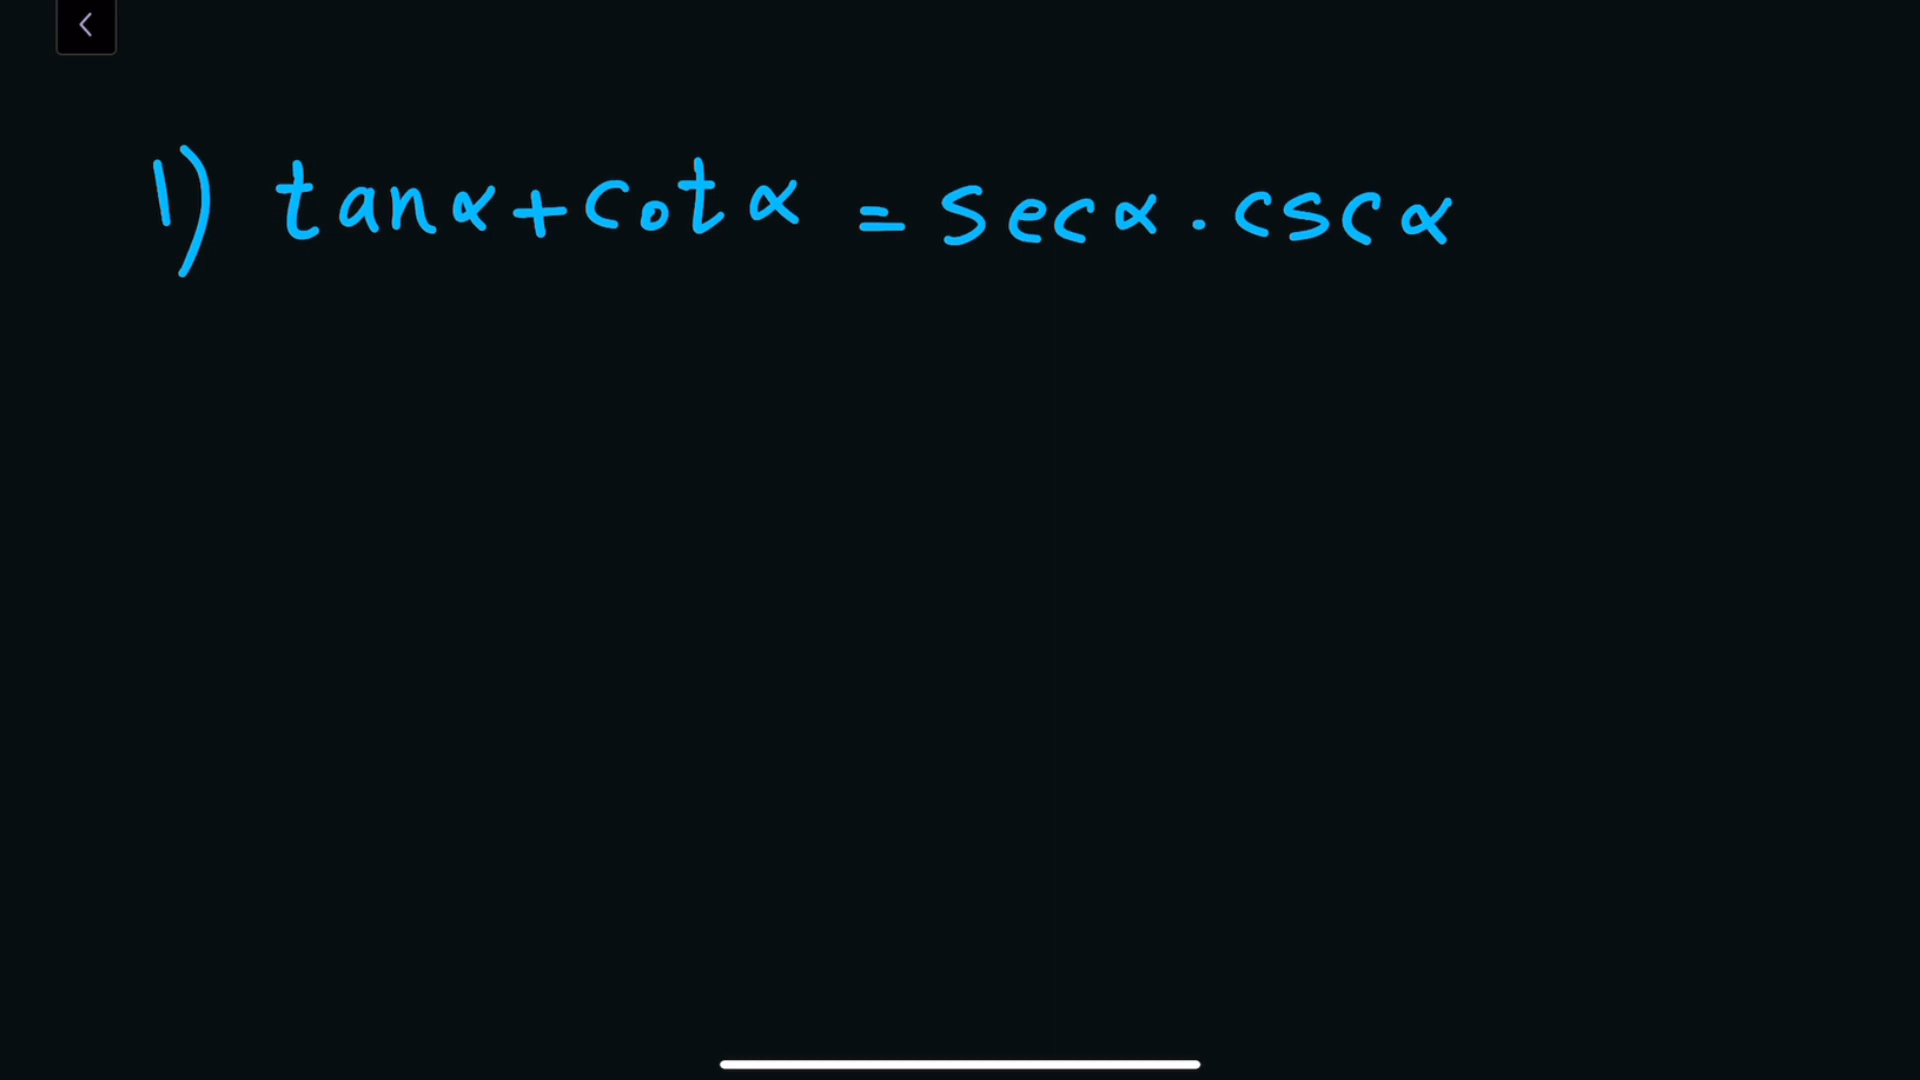 1) tanα+cotα = secα.cscα